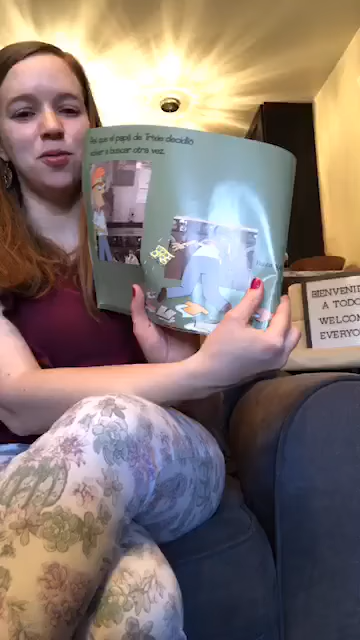 Así que el papá de Trixie decidió
volver a buscar otra vez.
BIENVENID
A TODO
WELCOM
EVERYO